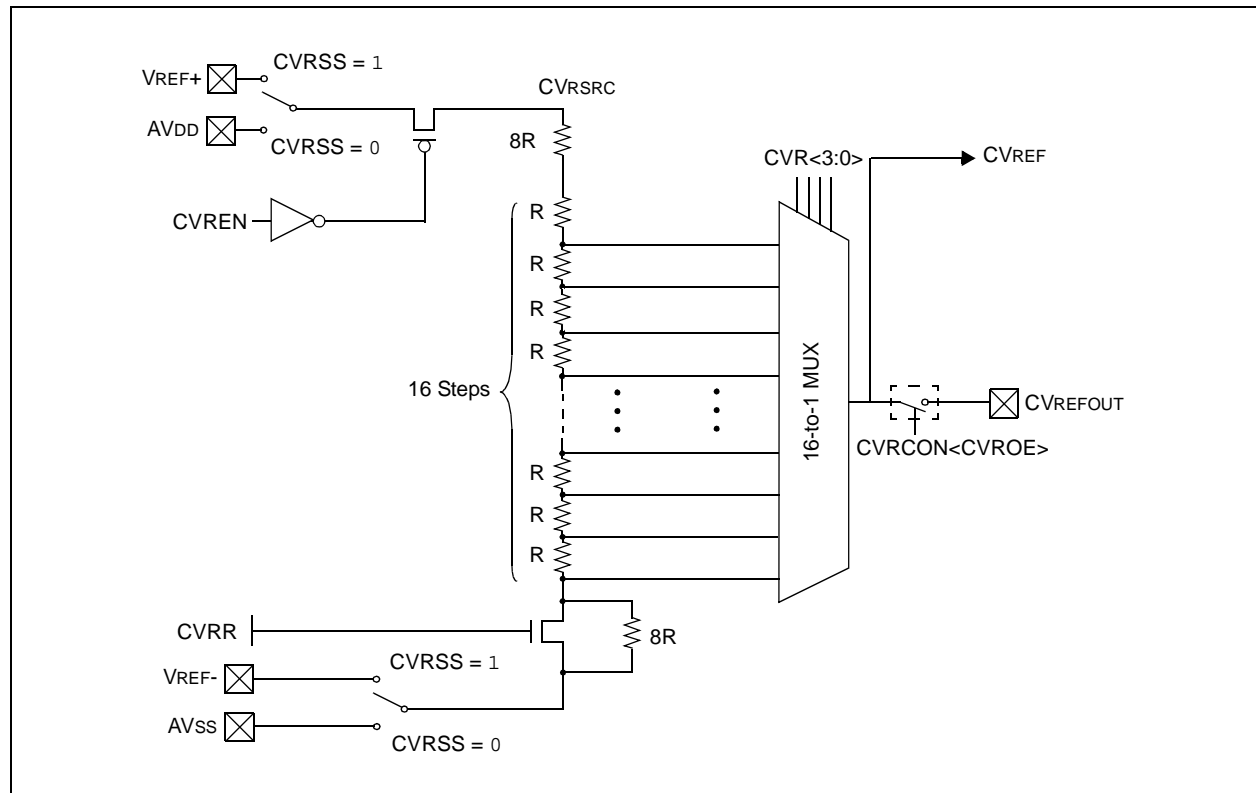 CVRSS = 1
VREF+
CVRSRC
AVDD
8R
CVRSS = 0
CVR<3:0>
CVREF
CVREN
R
R
R
R
16 Steps
16-to-1 MUX
CVREFOUT
CVRCON<CVROE>
R
R
R
CVRR
8R
CVRSS = 1
VREF-
AVSS
CVRSS = 0